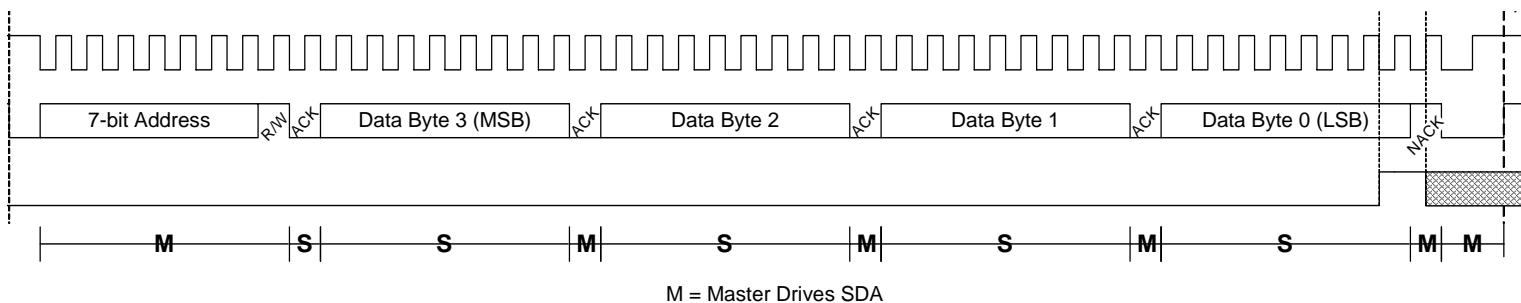 7-bit Address R/W ACK Data Byte 3 (MSB) ACK Data Byte 2 ACK Data Byte 1 ACK Data Byte 0 (LSB) NACK
M S S M S M S M S M M
M = Master Drives SDA